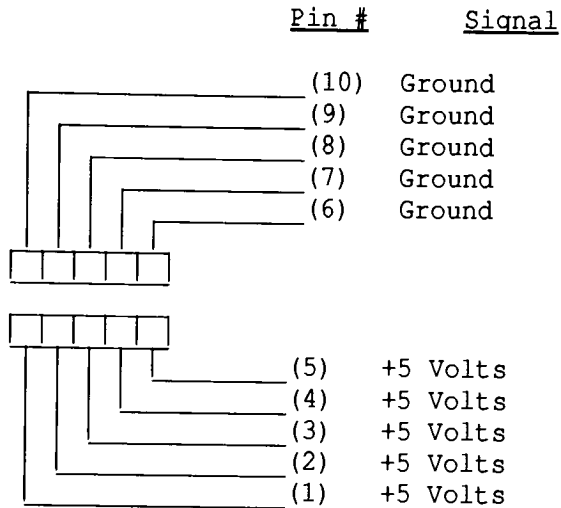 Pin # Signal
(10) Ground
(9) Ground
(8) Ground
(7) Ground
(6) Ground
(5) +5 Volts
(4) +5 Volts
(3) +5 Volts
(2) +5 Volts
(1) +5 Volts